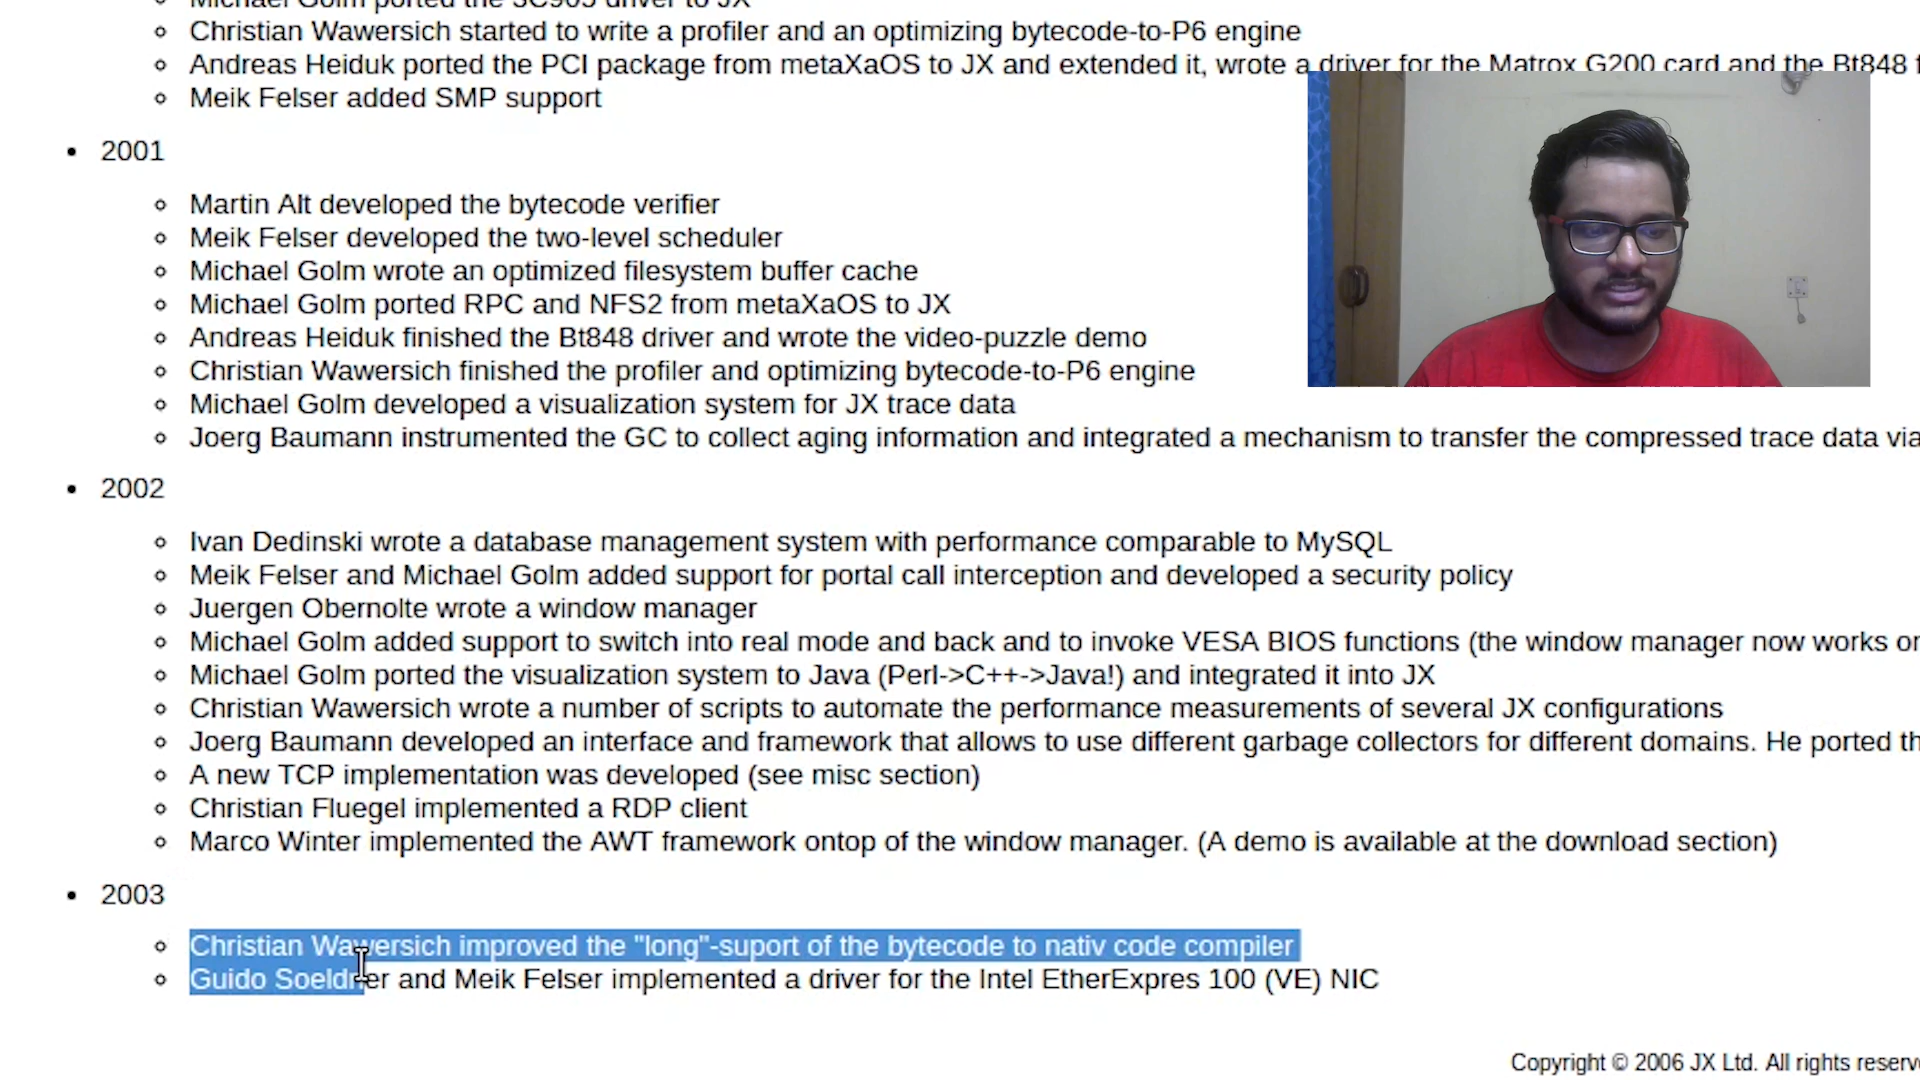 Michael Golm ported the 3C905 driver to JX
Christian Wawersich started to write a profiler and an optimizing bytecode-to-P6 engine
Andreas Heiduk ported the PCI package from metaXaOS to JX and extended it, wrote a driver for the Matrox G200 card and the Bt848 f
Meik Felser added SMP support
2001
Martin Alt developed the bytecode verifier
Meik Felser developed the two-level scheduler
Michael Golm wrote an optimized filesystem buffer cache
Michael Golm ported RPC and NFS2 from metaXaOS to JX
Andreas Heiduk finished the Bt848 driver and wrote the video-puzzle demo
Christian Wawersich finished the profiler and optimizing bytecode-to-P6 engine
Michael Golm developed a visualization system for JX trace data
Joerg Baumann instrumented the GC to collect aging information and integrated a mechanism to transfer the compressed trace data via
2002
Ivan Dedinski wrote a database management system with performance comparable to MySQL
Meik Felser and Michael Golm added support for portal call interception and developed a security policy
Juergen Obernolte wrote a window manager
Michael Golm added support to switch into real mode and back and to invoke VESA BIOS functions (the window manager now works or
Michael Golm ported the visualization system to Java (Perl->C++->Java!) and integrated it into JX
Christian Wawersich wrote a number of scripts to automate the performance measurements of several JX configurations
Joerg Baumann developed an interface and framework that allows to use different garbage collectors for different domains. He ported th
A new TCP implementation was developed (see misc section)
Christian Fluegel implemented a RDP client
Marco Winter implemented the AWT framework ontop of the window manager. (A demo is available at the download section)
2003
Christian Wawersich improved the "long"-suport of the bytecode to nativ code compiler
Guido Soeldner and Meik Felser implemented a driver for the Intel EtherExpres 100 (VE) NIC
Copyright © 2006 JX Ltd. All rights reserv